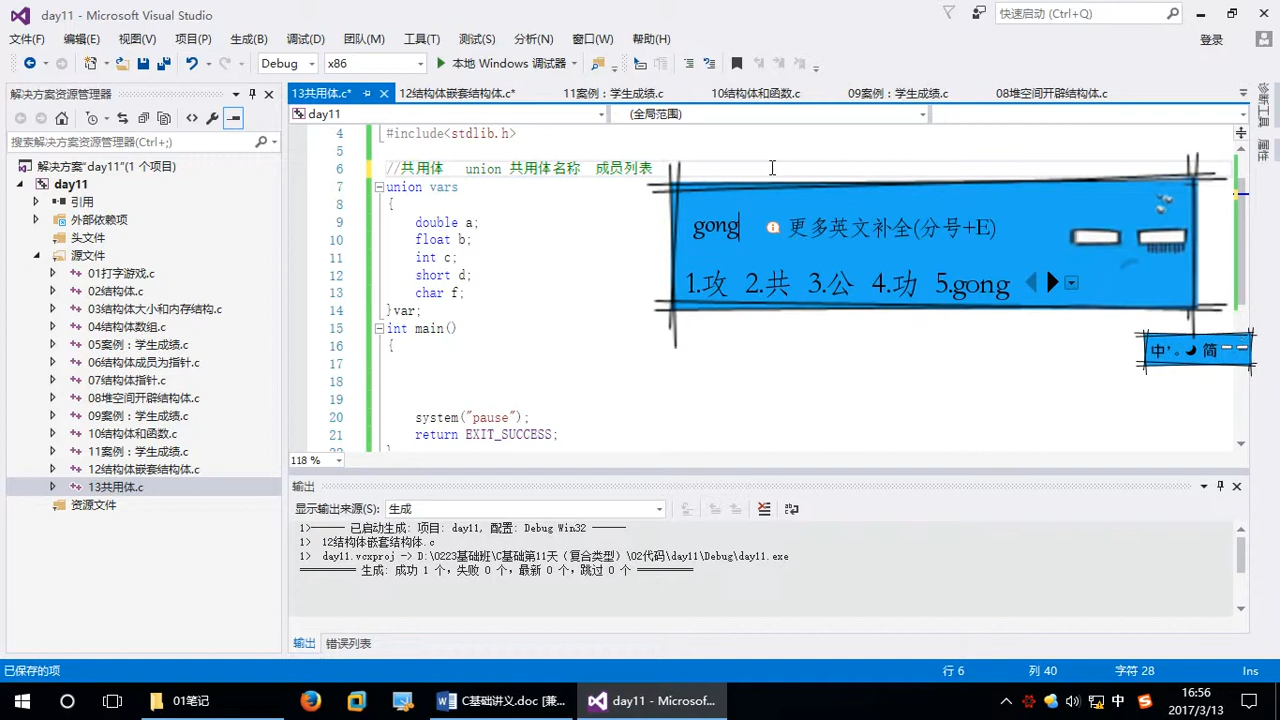 day11 - Microsoft Visual Studio
快速启动 (Ctrl+Q)
文件(F) 编辑(E) 视图(V) 项目(P) 生成(B) 调试(D) 团队(M) 工具(T) 测试(S) 分析(N) 窗口(W) 帮助(H)
登录
Debug x86 本地 Windows 调试器
解决方案资源管理器
13共用体.c* 12结构体嵌套结构体.c* 11案例：学生成绩.c 10结构体和函数.c 09案例：学生成绩.c 08堆空间开辟结构体.c
day11 (全局范围)
搜索解决方案资源管理器(Ctrl+;)
解决方案"day11"(1 个项目)
day11
引用
外部依赖项
头文件
源文件
01打字游戏.c
02结构体.c
03结构体大小和内存结构.c
04结构体数组.c
05案例：学生成绩.c
06结构体成员为指针.c
07结构体指针.c
08堆空间开辟结构体.c
09案例：学生成绩.c
10结构体和函数.c
11案例：学生成绩.c
12结构体嵌套结构体.c
13共用体.c
资源文件
4 #include<stdlib.h>
5
6 //共用体 union 共用体名称 成员列表
7 union vars
8 {
9 double a;
10 float b;
11 int c;
12 short d;
13 char f;
14 }var;
15 int main()
16 {
17
18
19
20 system("pause");
21 return EXIT_SUCCESS;
gong 更多英文补全(分号+E)
1.攻 2.共 3.公 4.功 5.gong
中 ’。 简
诊断工具
属性
118 %
输出
显示输出来源(S): 生成
1>------ 已启动生成: 项目: day11, 配置: Debug Win32 ------
1> 12结构体嵌套结构体.c
1> day11.vcxproj -> D:\0223基础班\C基础第11天（复合类型）\02代码\day11\Debug\day11.exe
========== 生成: 成功 1 个，失败 0 个，最新 0 个，跳过 0 个 ==========
输出 错误列表
已保存的项 行 6 列 40 字符 28 Ins
01笔记 C基础讲义.doc [兼... day11 - Microsof... 中
16:56
2017/3/13